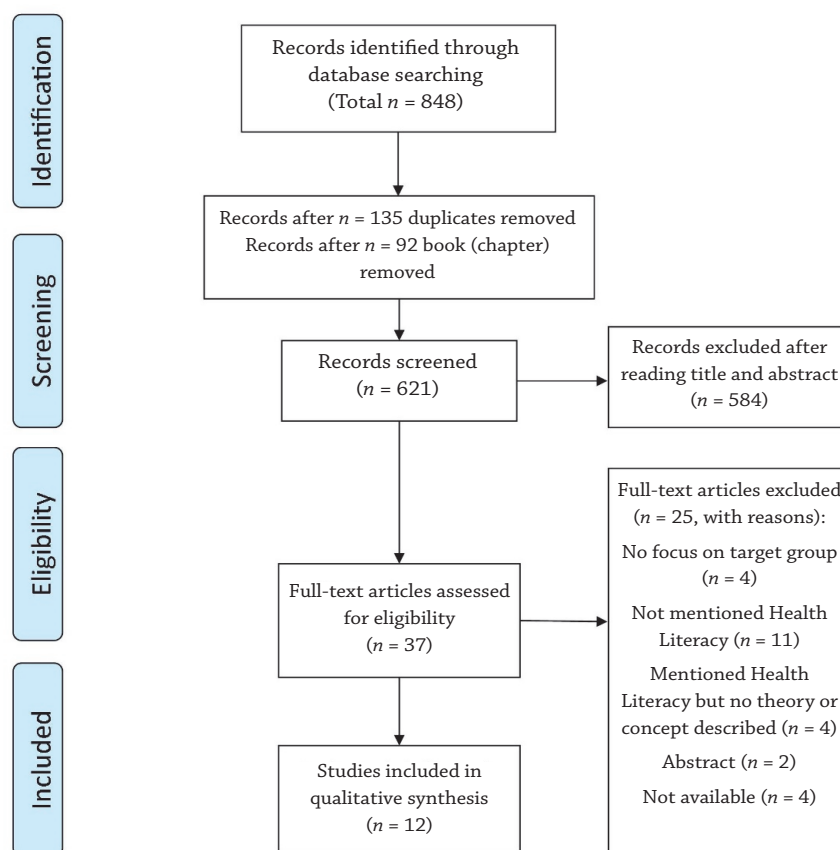 Identification
Records identified through
database searching
(Total n = 848)
Records after n = 135 duplicates removed
Records after n = 92 book (chapter)
removed
Screening
Records screened
(n = 621)
Records excluded after
reading title and abstract
(n = 584)
Eligibility
Full-text articles assessed
for eligibility
(n = 37)
Full-text articles excluded
(n = 25, with reasons):
No focus on target group
(n = 4)
Not mentioned Health
Literacy (n = 11)
Mentioned Health
Literacy but no theory or
concept described (n = 4)
Abstract (n = 2)
Not available (n = 4)
Included
Studies included in
qualitative synthesis
(n = 12)